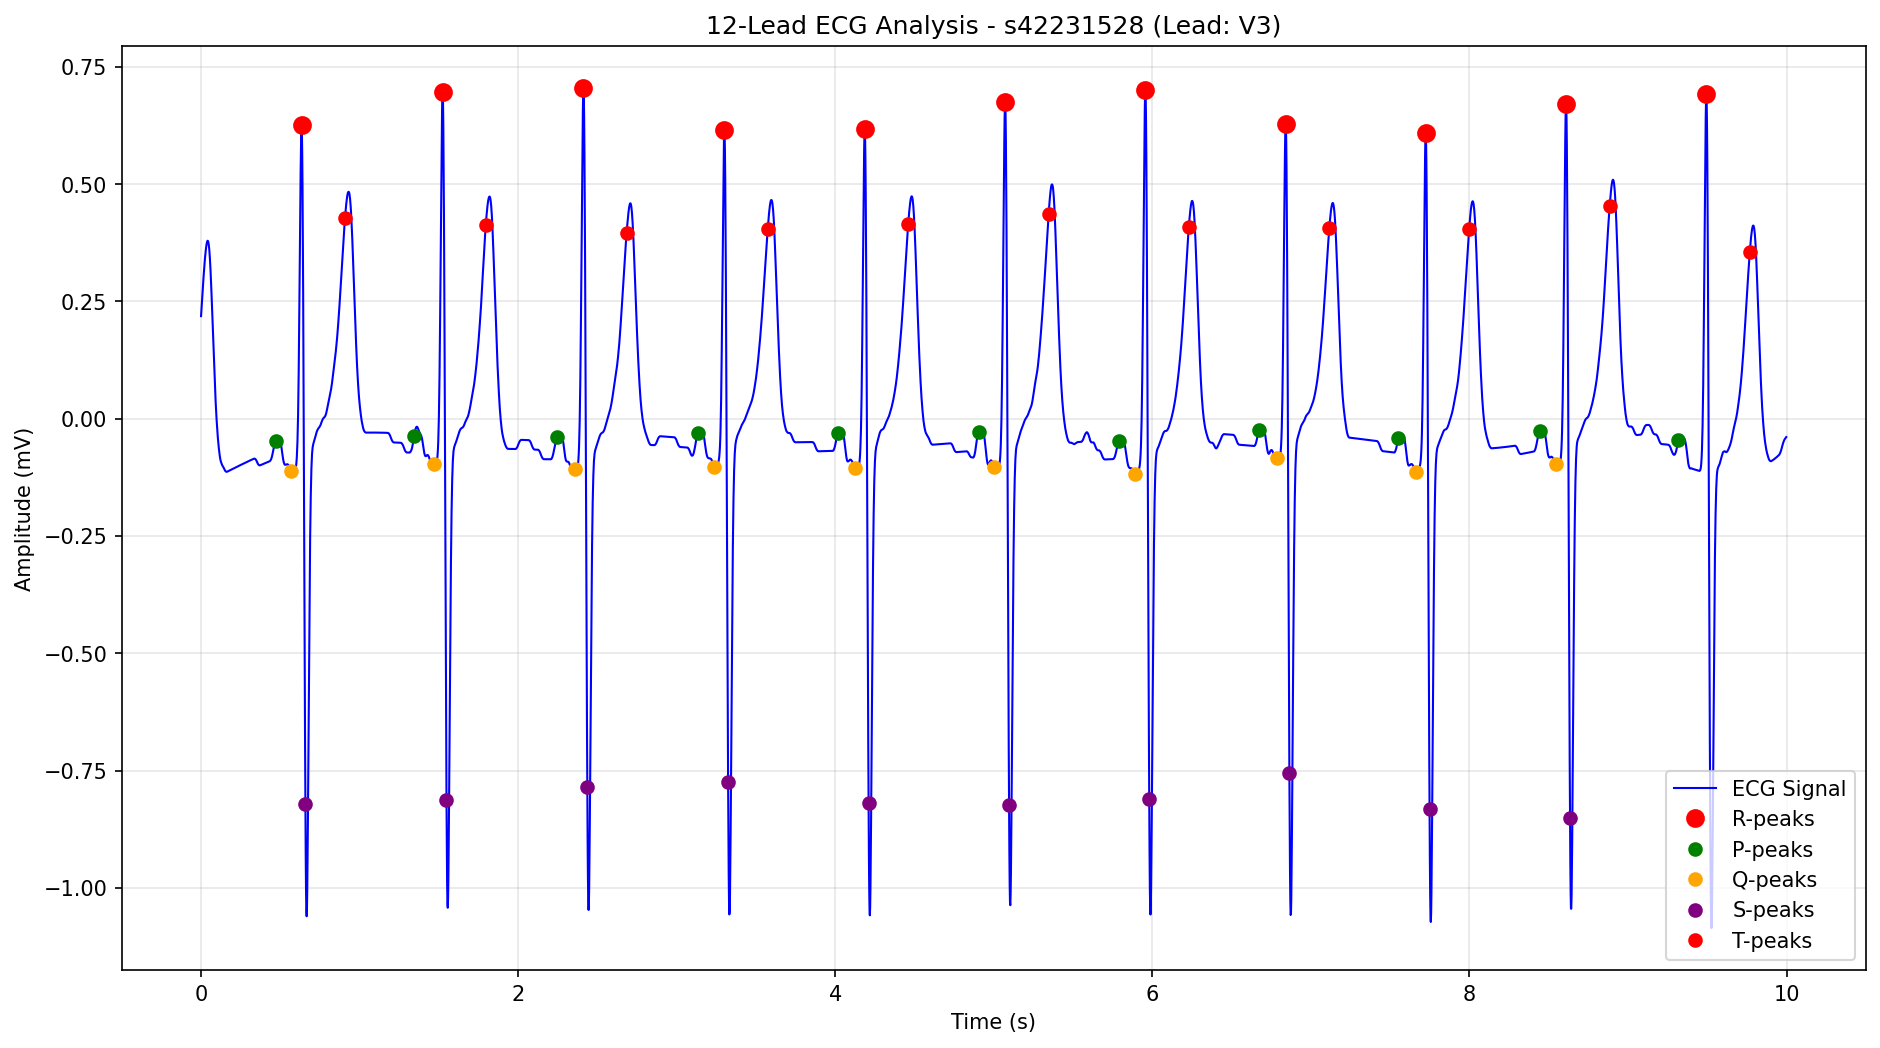 12-Lead ECG Analysis - s42231528 (Lead: V3)
0.75
0.50
0.25
0.00
−0.25
−0.50
−0.75
−1.00
Amplitude (mV)
0 2 4 6 8 10
Time (s)
ECG Signal
R-peaks
P-peaks
Q-peaks
S-peaks
T-peaks